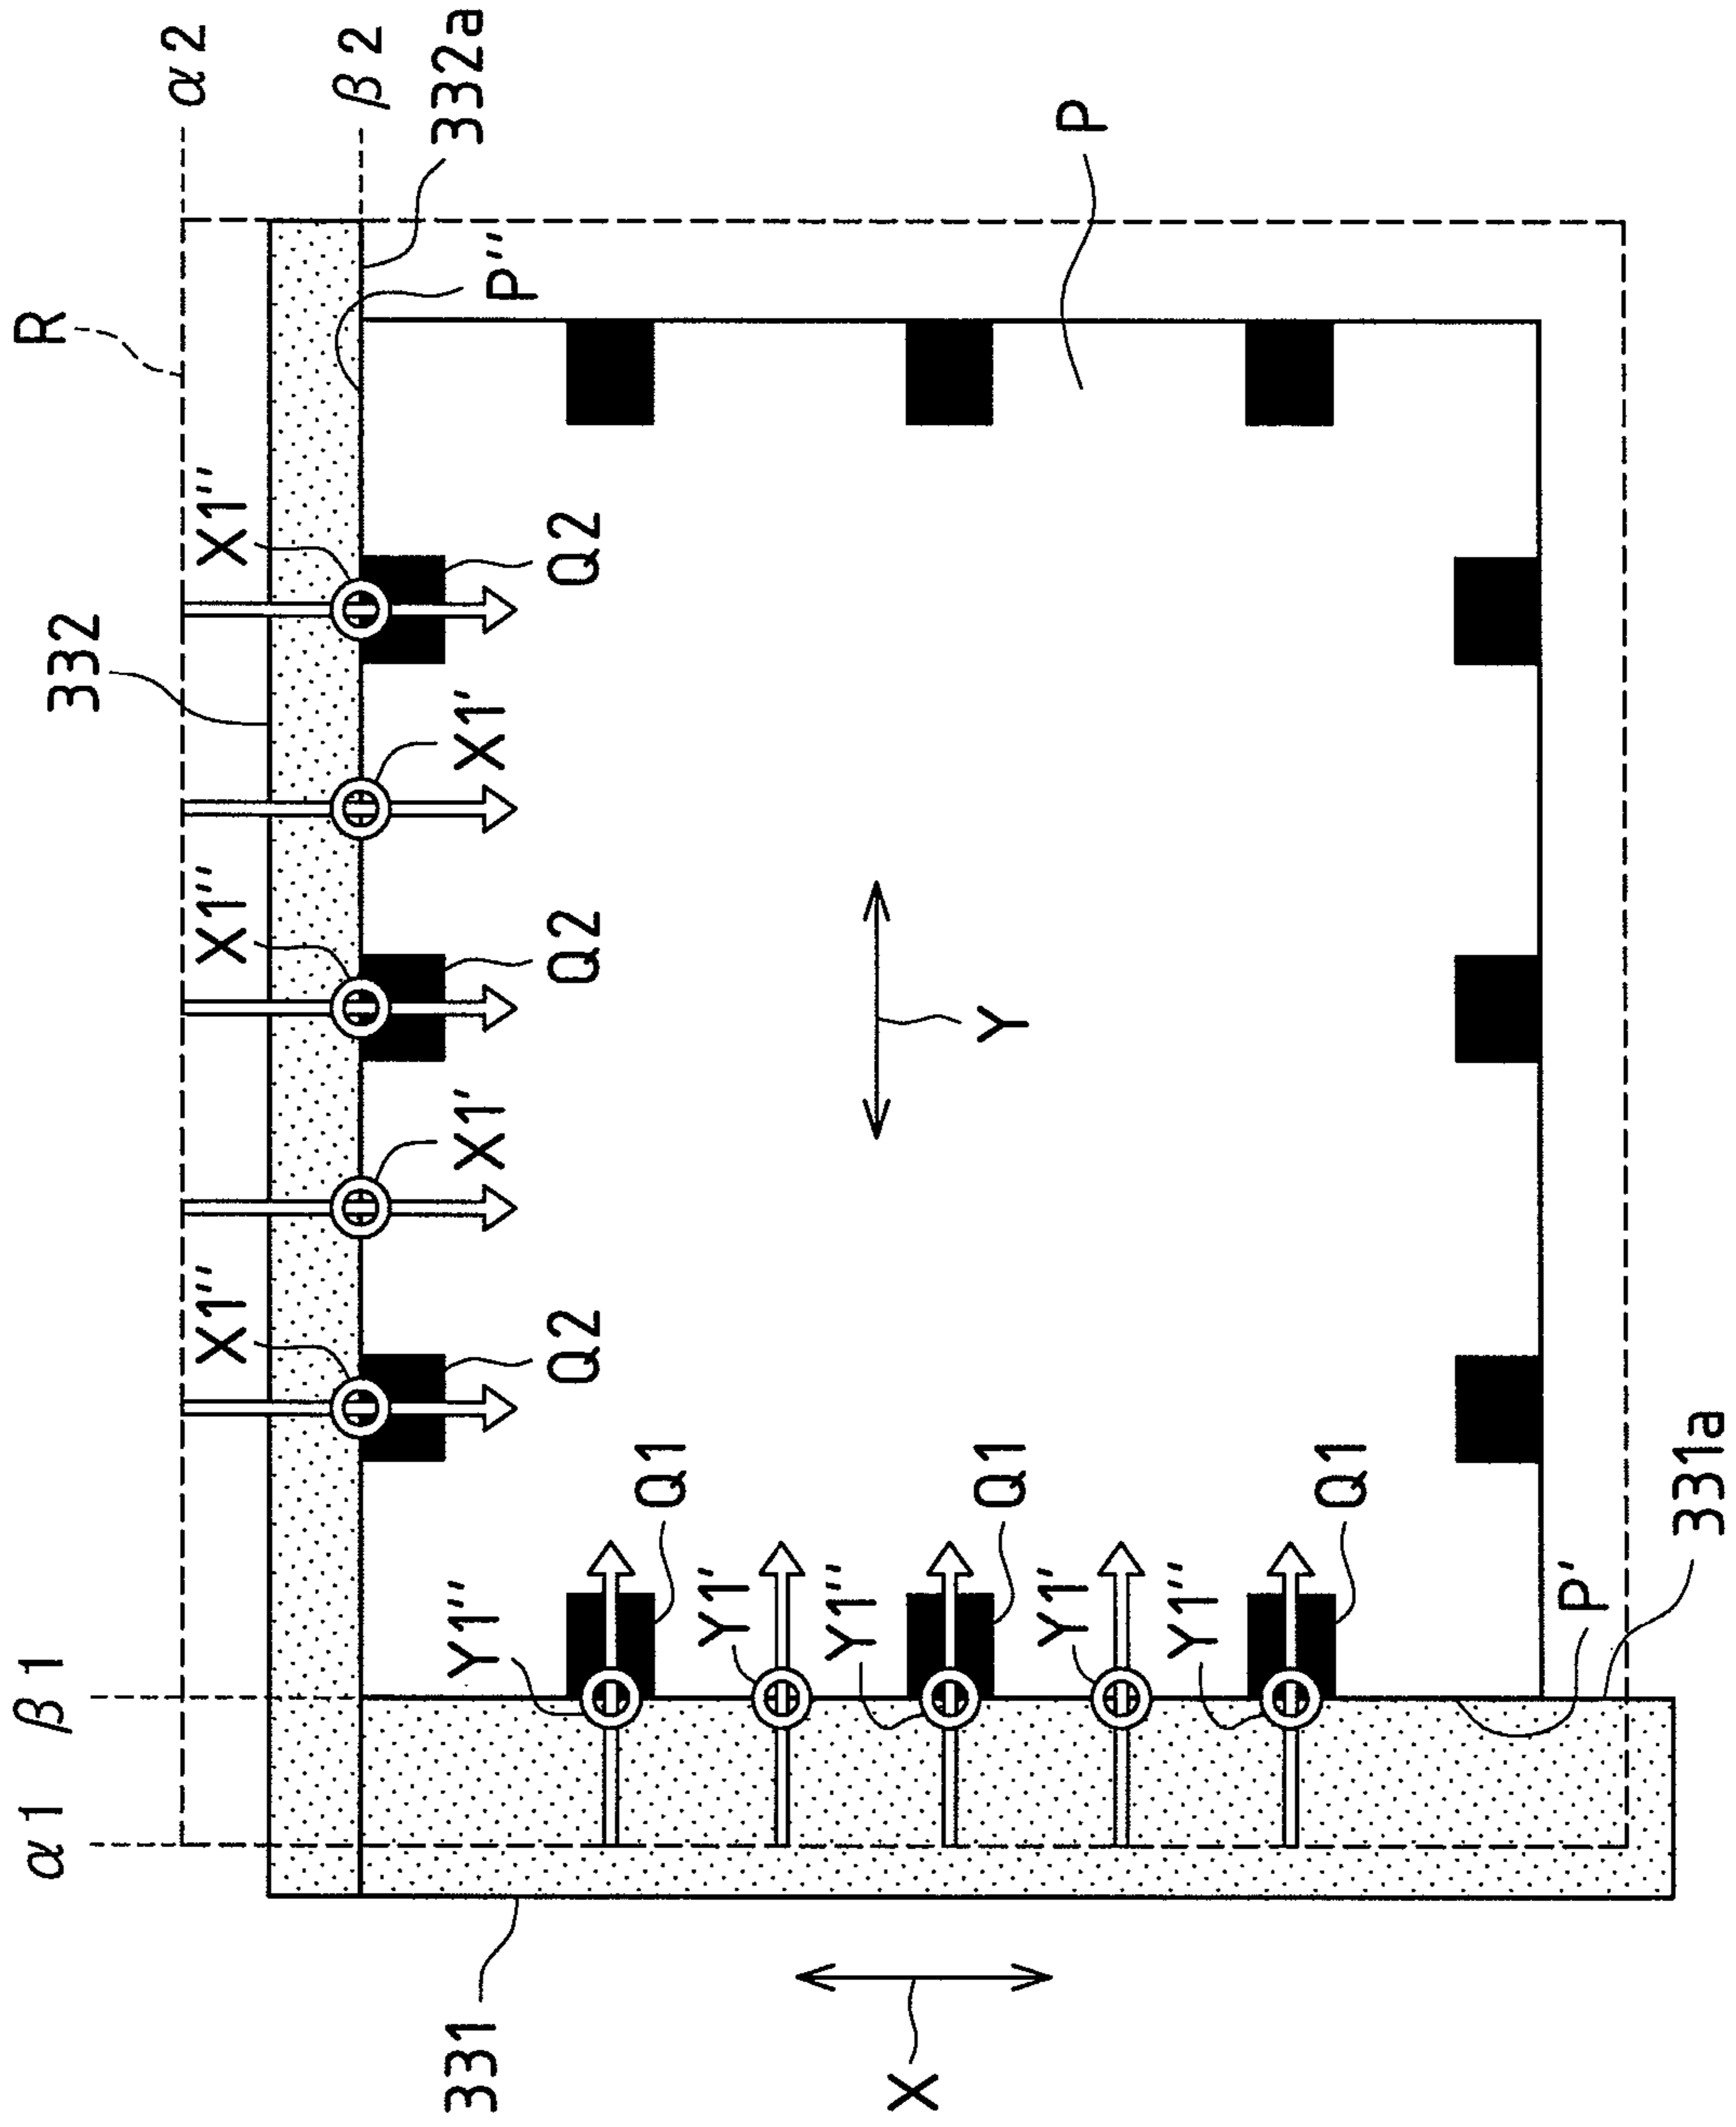 R
α2
β2
332a
P
P''
332
X1''
X1''
X1''
X1'
X1'
Q2
Q2
Q2
Y
α1
β1
Y1''
Q1
Y1'
Y1''
Q1
Y1'
Y1''
Q1
P'
331a
331
X